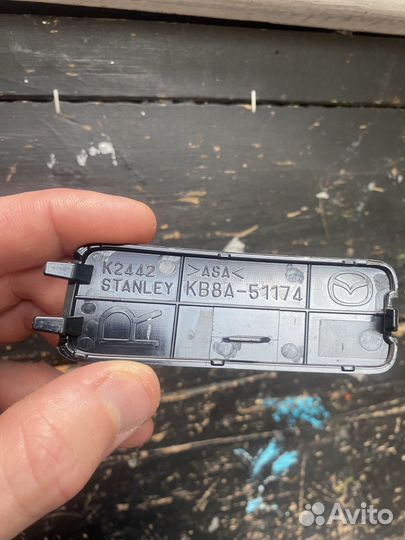 K2442 >ASA<
STANLEY KB8A-51174
R
Avito